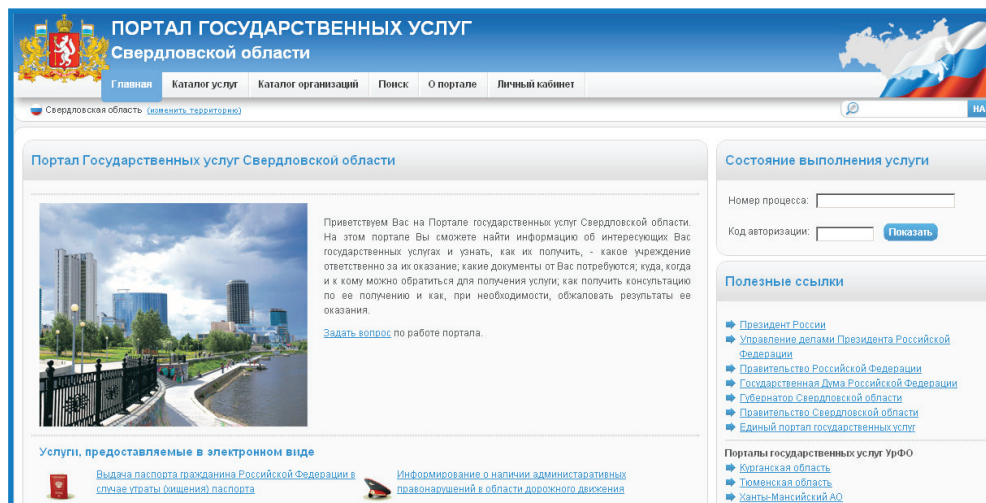 ПОРТАЛ ГОСУДАРСТВЕННЫХ УСЛУГ
Свердловской области
Главная Каталог услуг Каталог организаций Поиск О портале Личный кабинет
Свердловская область (изменить территорию)
НА
Портал Государственных услуг Свердловской области
Приветствуем Вас на Портале государственных услуг Свердловской области.
На этом портале Вы сможете найти информацию об интересующих Вас
государственных услугах и узнать, как их получить, - какое учреждение
ответственно за их оказание; какие документы от Вас потребуются; куда, когда
и к кому можно обратиться для получения услуги; как получить консультацию
по ее получению и как, при необходимости, обжаловать результаты ее
оказания.
Задать вопрос по работе портала.
Услуги, предоставляемые в электронном виде
Выдача паспорта гражданина Российской Федерации в
случае утраты (хищения) паспорта
Информирование о наличии администаративных
правонарушений в области дорожного движения
Состояние выполнения услуги
Номер процесса:
Код авторизации: Показать
Полезные ссылки
Президент России
Управление делами Президента Российской
Федерации
Правительство Российской Федерации
Государственная Дума Российской Федерации
Губернатор Свердловской области
Правительство Свердловской области
Единый портал государственных услуг
Порталы государственных услуг УрФО
Курганская область
Тюменская область
Ханты-Мансийский АО